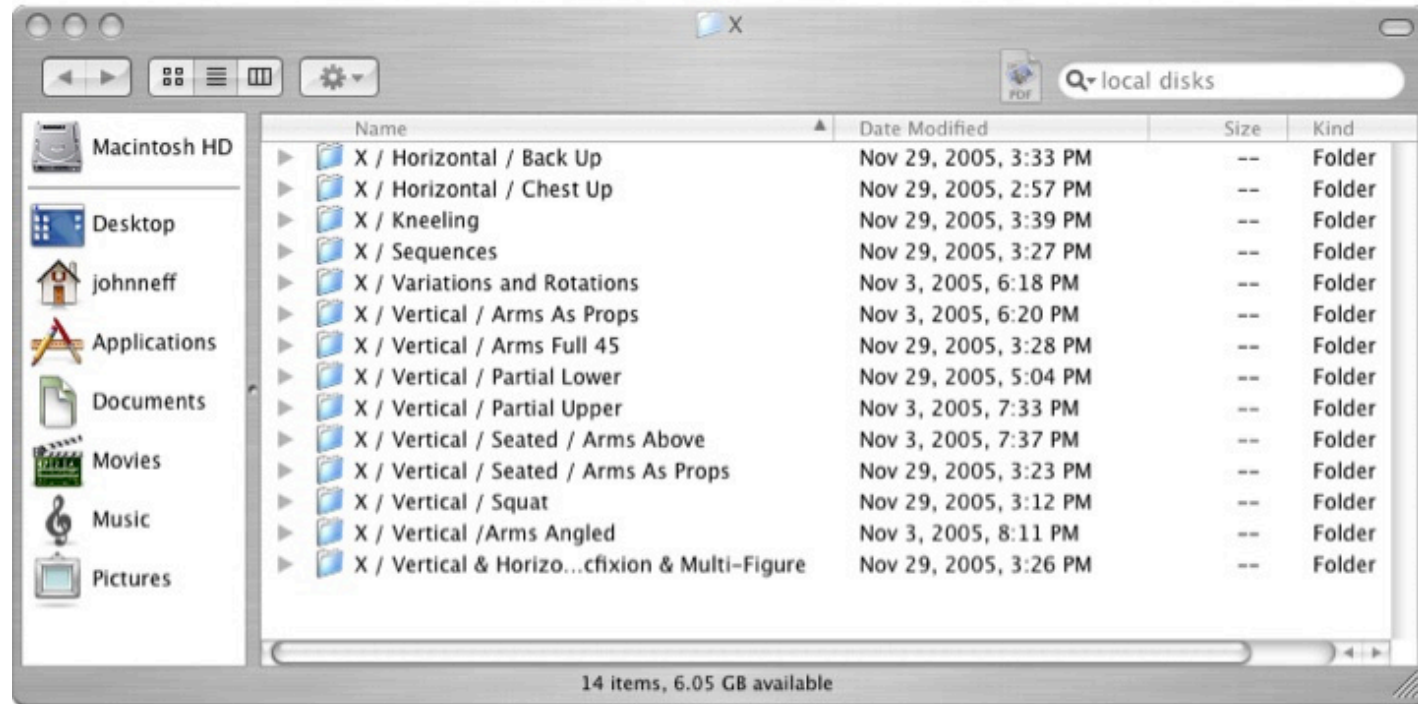 X
PDF
local disks
Macintosh HD
Desktop
johnneff
Applications
Documents
Movies
Music
Pictures
Name Date Modified Size Kind
X / Horizontal / Back Up Nov 29, 2005, 3:33 PM -- Folder
X / Horizontal / Chest Up Nov 29, 2005, 2:57 PM -- Folder
X / Kneeling Nov 29, 2005, 3:39 PM -- Folder
X / Sequences Nov 29, 2005, 3:27 PM -- Folder
X / Variations and Rotations Nov 3, 2005, 6:18 PM -- Folder
X / Vertical / Arms As Props Nov 3, 2005, 6:20 PM -- Folder
X / Vertical / Arms Full 45 Nov 29, 2005, 3:28 PM -- Folder
X / Vertical / Partial Lower Nov 29, 2005, 5:04 PM -- Folder
X / Vertical / Partial Upper Nov 3, 2005, 7:33 PM -- Folder
X / Vertical / Seated / Arms Above Nov 3, 2005, 7:37 PM -- Folder
X / Vertical / Seated / Arms As Props Nov 29, 2005, 3:23 PM -- Folder
X / Vertical / Squat Nov 29, 2005, 3:12 PM -- Folder
X / Vertical /Arms Angled Nov 3, 2005, 8:11 PM -- Folder
X / Vertical & Horizo...cfixion & Multi-Figure Nov 29, 2005, 3:26 PM -- Folder
14 items, 6.05 GB available